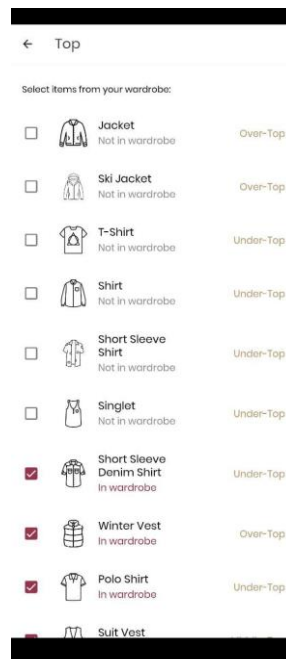 Top
Select items from your wardrobe:
Jacket
Not in wardrobe
Over-Top
Ski Jacket
Not in wardrobe
Over-Top
T-Shirt
Not in wardrobe
Under-Top
Shirt
Not in wardrobe
Under-Top
Short Sleeve
Shirt
Not in wardrobe
Under-Top
Singlet
Not in wardrobe
Under-Top
Short Sleeve
Denim Shirt
In wardrobe
Under-Top
Winter Vest
In wardrobe
Over-Top
Polo Shirt
In wardrobe
Under-Top
Suit Vest